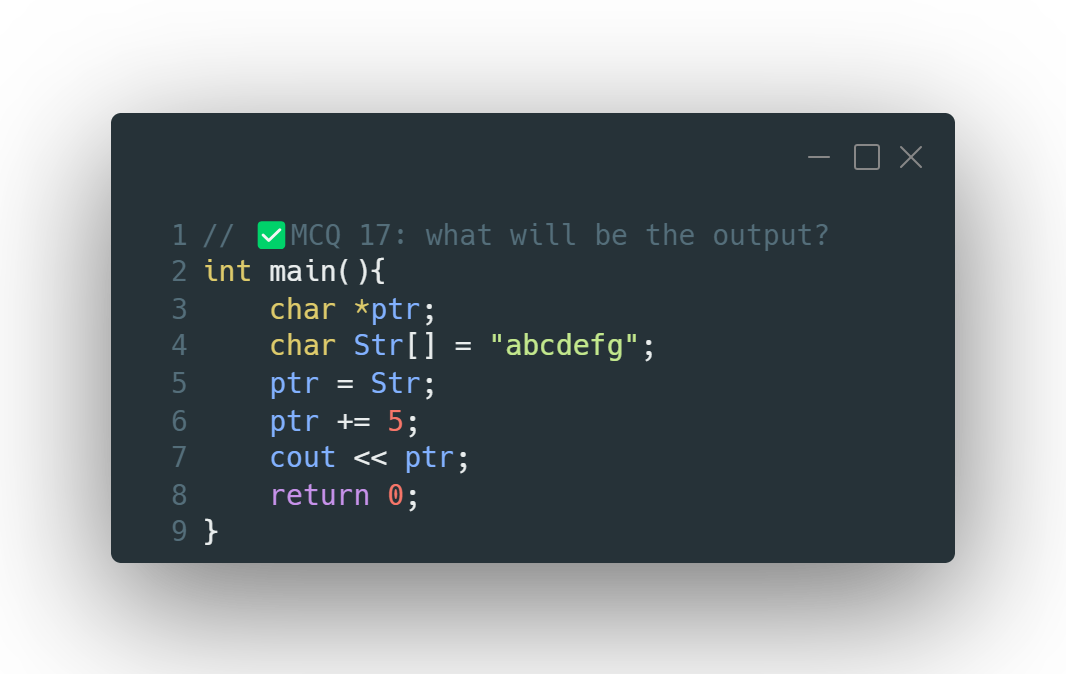 1 // ✅MCQ 17: what will be the output?
2 int main(){
3     char *ptr;
4     char Str[] = "abcdefg";
5     ptr = Str;
6     ptr += 5;
7     cout << ptr;
8     return 0;
9 }